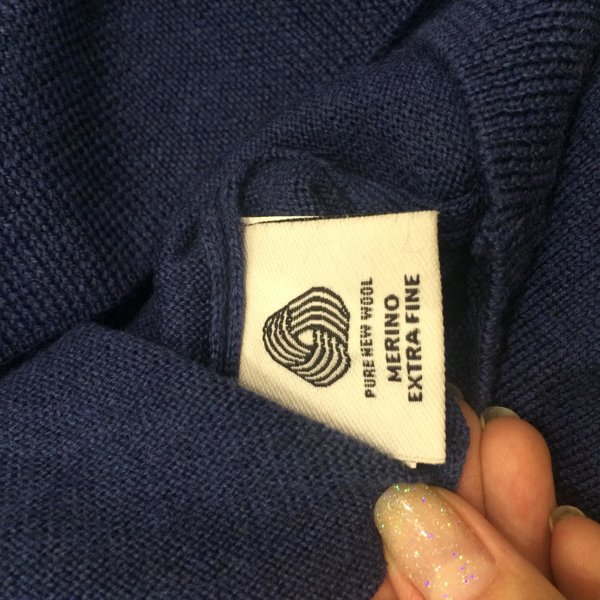 PURE NEW WOOL
MERINO
EXTRA FINE